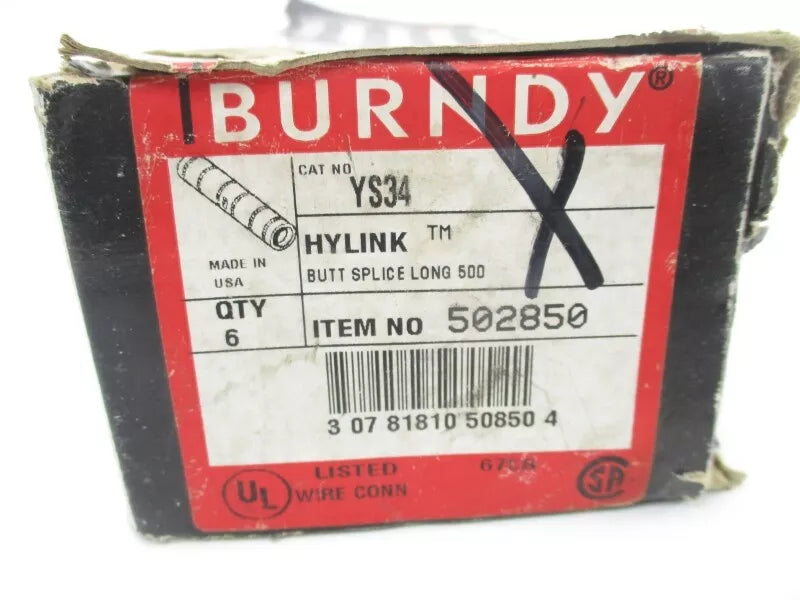 BURNDY®
CAT NO
YS34
HYLINK ™
BUTT SPLICE LONG 500
MADE IN
USA
QTY
6
ITEM NO 502850
3 07 81810 50850 4
LISTED
WIRE CONN
UL
SP